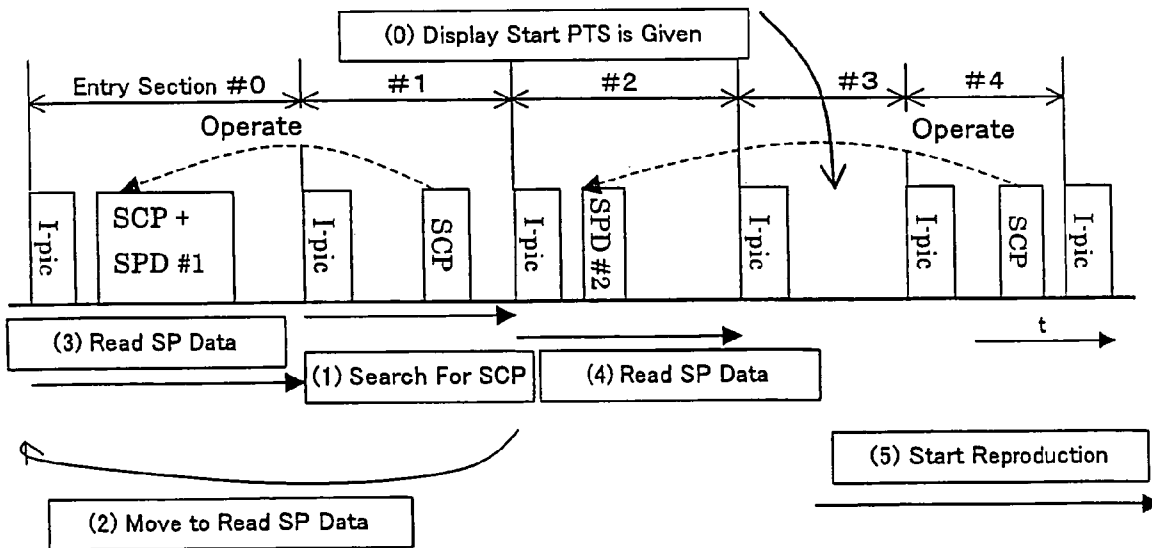 (0) Display Start PTS is Given
Entry Section #0
#1
#2
#3
#4
Operate
Operate
I-pic
SCP +
SPD #1
I-pic
SCP
I-pic
SPD #2
I-pic
I-pic
SCP
I-pic
(3) Read SP Data
(1) Search For SCP
(4) Read SP Data
t
(5) Start Reproduction
(2) Move to Read SP Data